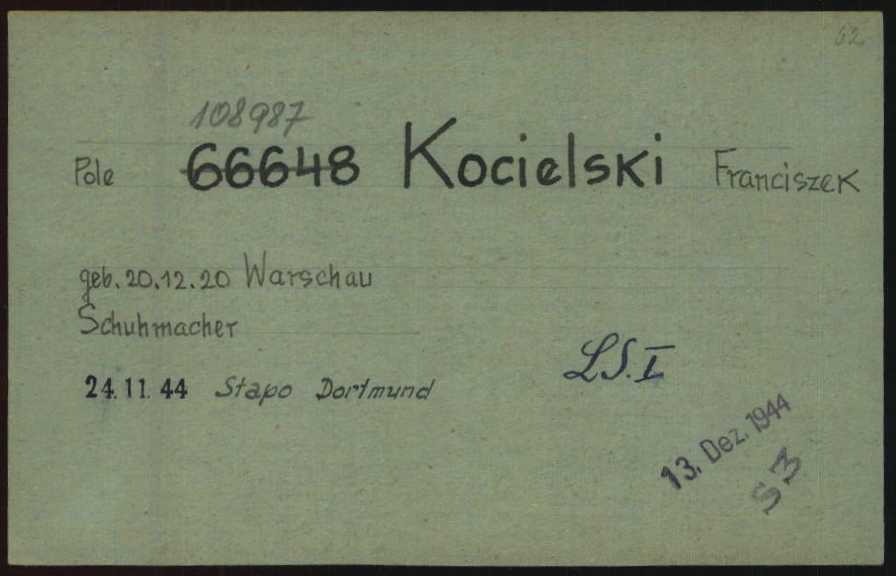 62
108987
Pole 66648 Kocielski Franciszek
geb. 20.12.20 Warschau
Schuhmacher
24.11.44 Stapo Dortmund
LS.I
13. Dez. 1944
S3